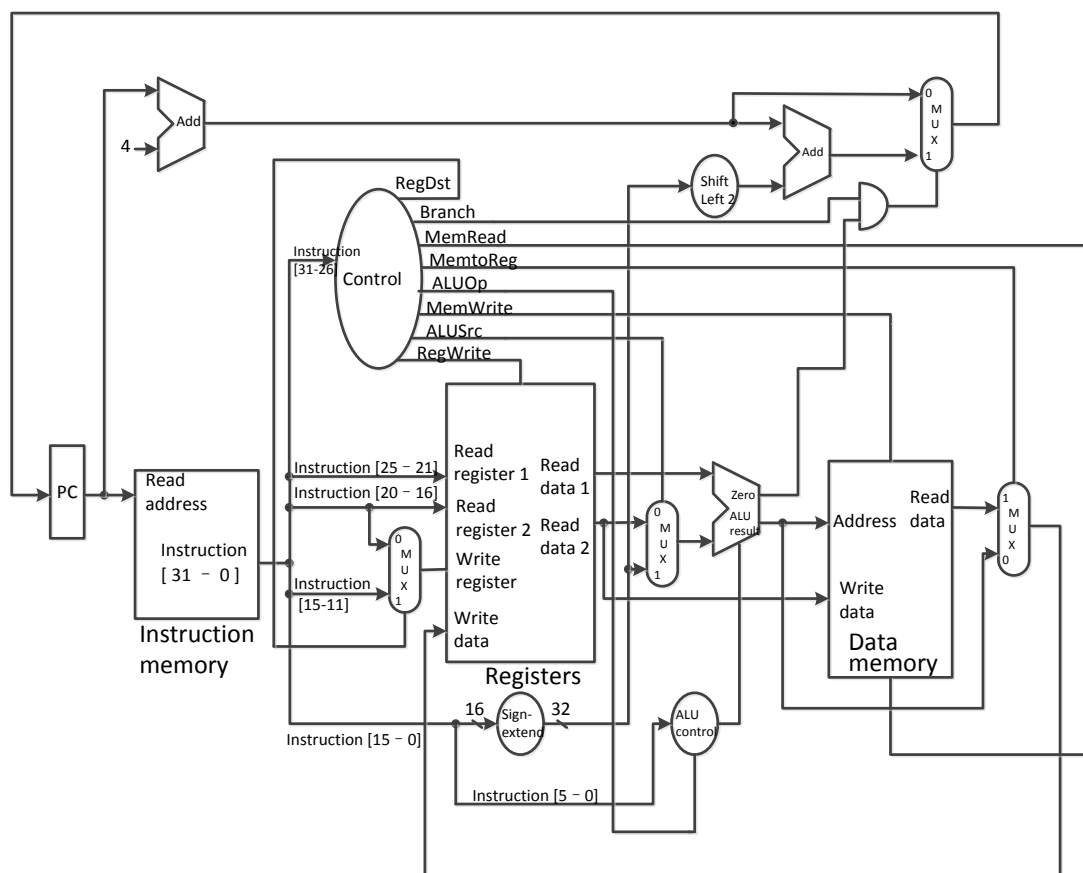 0
M
U
X
1
Add
4
Add
Shift
Left 2
RegDst
Branch
MemRead
MemtoReg
ALUOp
MemWrite
ALUSrc
RegWrite
Instruction
[31-26]
Control
PC
Read
address
Instruction
[ 31 - 0 ]
Instruction
memory
Instruction [25 - 21]
Instruction [20 - 16]
0
M
U
X
1
Instruction
[15-11]
Read
register 1
Read
register 2
Write
register
Write
data
Read
data 1
Read
data 2
Registers
0
M
U
X
1
Zero
ALU
result
Address
Read
data
Write
data
Data
memory
1
M
U
X
0
16
Sign-
extend
32
Instruction [15 - 0]
ALU
control
Instruction [5 - 0]